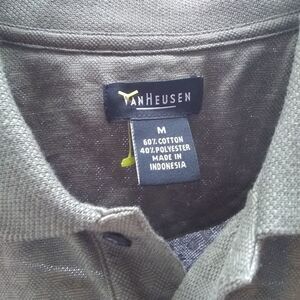 VANHEUSEN
M
60% COTTON
40% POLYESTER
MADE IN
INDONESIA